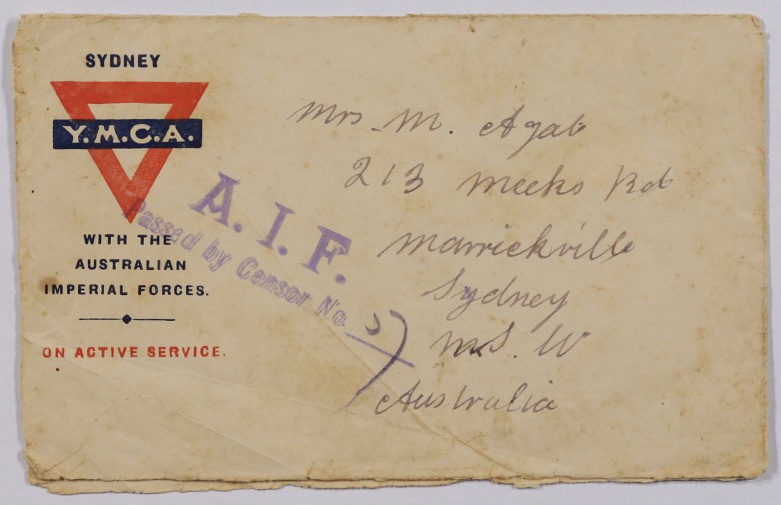 SYDNEY
Y.M.C.A.
WITH THE
AUSTRALIAN
IMPERIAL FORCES.
ON ACTIVE SERVICE.
A.I.F.
Passed by Censor No.
Mrs. M. Agab
213 Meeks Rd
Marrickville
Sydney
N.S.W
Australia